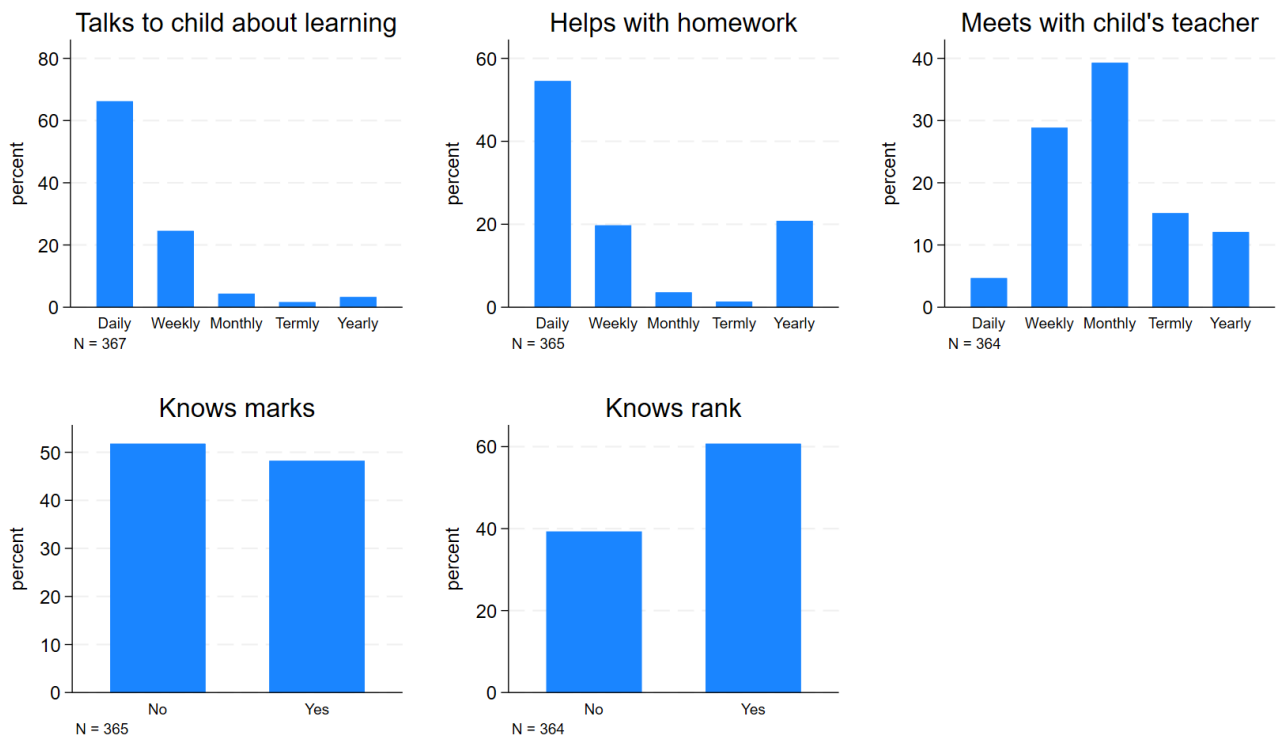 Talks to child about learning
percent
80
60
40
20
0
Daily Weekly Monthly Termly Yearly
N = 367
Helps with homework
percent
60
40
20
0
Daily Weekly Monthly Termly Yearly
N = 365
Meets with child's teacher
percent
40
30
20
10
0
Daily Weekly Monthly Termly Yearly
N = 364
Knows marks
percent
50
40
30
20
10
0
No Yes
N = 365
Knows rank
percent
60
40
20
0
No Yes
N = 364